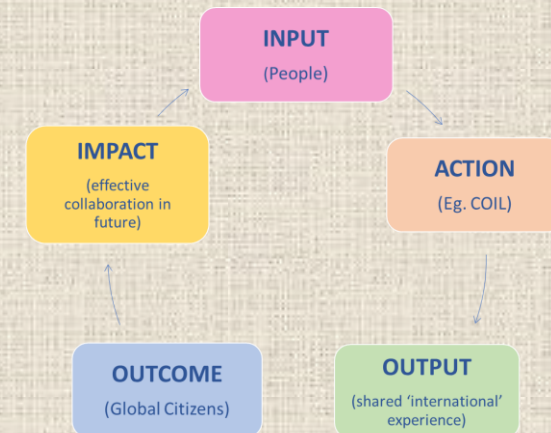 INPUT
(People)
ACTION
(Eg. COIL)
OUTPUT
(shared ‘international’
experience)
OUTCOME
(Global Citizens)
IMPACT
(effective
collaboration in
future)